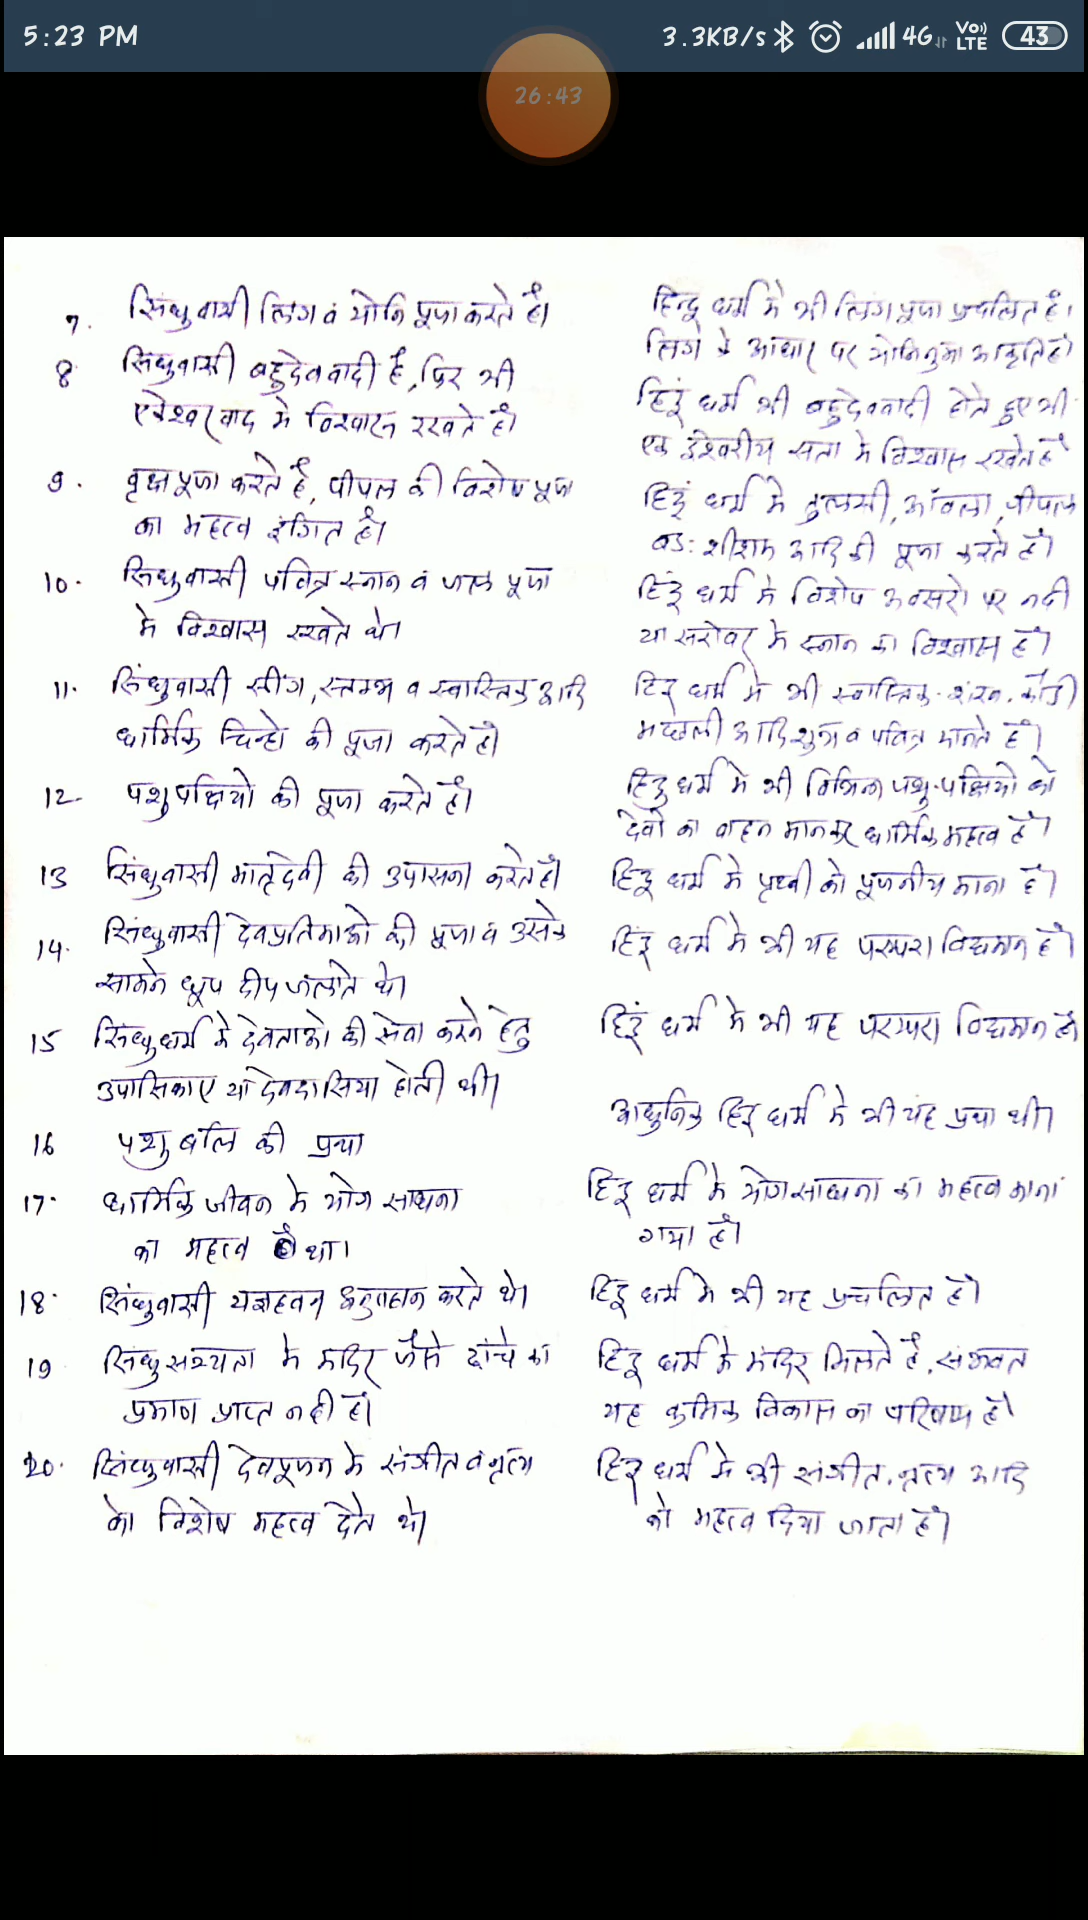 5:23 PM
3.3KB/s 4G Vo)) LTE 43
26:43
7. सिंधुवासी लिंग व योनि पूजा करते है।
हिन्दू धर्म मे भी लिंग पूजा प्रचलित है।
लिंग के आधार पर योनिनुमा आकृति है।
8 सिंधुवासी बहुदेववादी है, फिर भी
एकेश्वरवाद मे विश्वास रखते है।
हिंदू धर्म भी बहुदेववादी होते हुए भी
एक ईश्वरीय सत्ता मे विश्वास रखते है
9. वृक्ष पूजा करते है, पीपल की विशेष पूजा
का महत्व इंगित है।
हिंदू धर्म मे तुलसी, आँवला, पीपल
बड: शीशम आदि की पूजा करते है।
10. सिंधुवासी पवित्र स्नान व जल पूजा
मे विश्वास रखते थे।
हिंदू धर्म मे विशेष अवसरो पर नदी
या सरोवर मे स्नान का विश्वास है।
11. सिंधुवासी सींग, स्तम्भ व स्वास्तिक आदि
धार्मिक चिन्हो की पूजा करते है।
हिंदू धर्म मे भी स्वास्तिक. शंख. कौडी
मछली आदि शुभ व पवित्र मानते है।
12. पशुपक्षियो की पूजा करते है।
हिंदु धर्म मे भी विभिन्न पशु-पक्षियो को
देवो का वाहन मानकर धार्मिक महत्व है।
13 सिंधुवासी मातृदेवी की उपासना करते है।
हिंदू धर्म मे पृथ्वी को पूजनीय माना है।
14. सिंधुवासी देवप्रतिमाओ की पूजा व उसके
सामने धूप दीप जलाते थे।
हिंदू धर्म मे भी यह परम्परा विद्यमान है।
15 सिंधु धर्म मे देवताओ की सेवा करने हेतु
उपासिकाए या देवदासिया होती थी।
हिंदू धर्म मे भी यह परम्परा विद्यमान है।
16 पशु बलि की प्रथा
आधुनिक हिंदू धर्म मे भी यह प्रथा थी।
17. धार्मिक जीवन मे योग साधना
का महत्व था।
हिंदू धर्म मे योग साधना का महत्व माना
गया है।
18. सिंधुवासी यज्ञहवन अनुष्ठान करते थे।
हिंदू धर्म मे भी यह प्रचलित है।
19 सिंधु सभ्यता मे मंदिर जैसे ढांचे का
प्रमाण प्राप्त नही है।
हिंदू धर्म मे मंदिर मिलते है. संभवत
यह क्रमिक विकास का परिणाम है।
20. सिंधुवासी देवपूजन मे संगीत व नृत्य
को विशेष महत्व देते थे।
हिंदू धर्म मे भी संगीत. नृत्य आदि
को महत्व दिया जाता है।